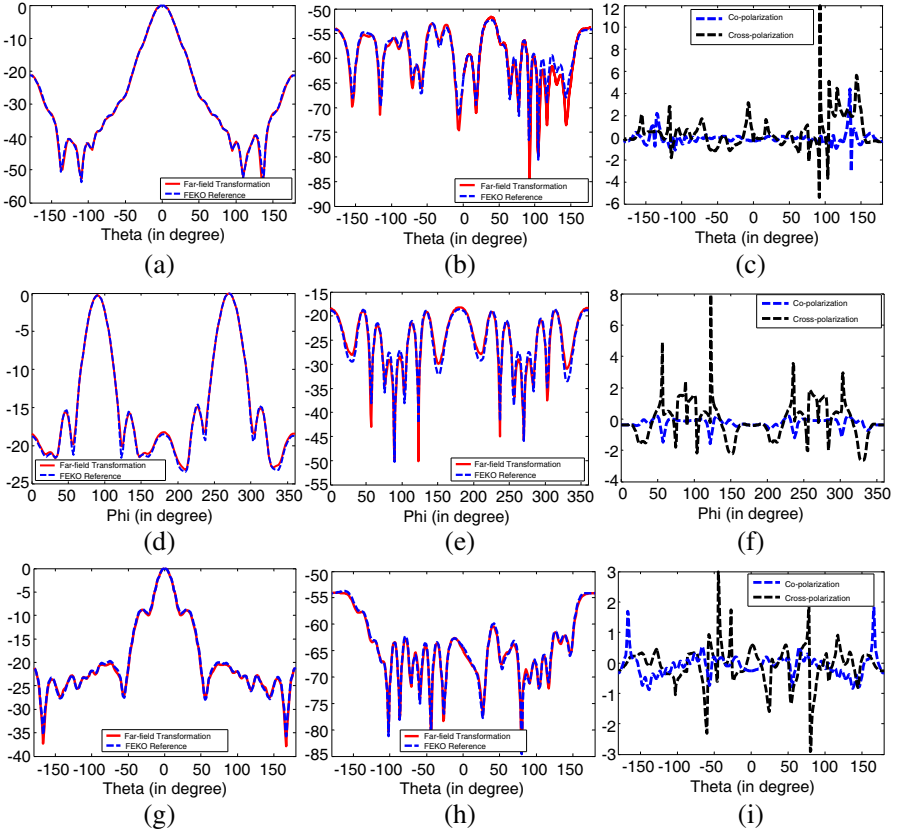 0
-10
-20
-30
-40
-50
-60
-150 -100 -50 0 50 100 150
Theta (in degree)
Far-field Transformation
FEKO Reference
(a)
-50
-55
-60
-65
-70
-75
-80
-85
-90
-150 -100 -50 0 50 100 150
Theta (in degree)
Far-field Transformation
FEKO Reference
(b)
12
10
8
6
4
2
0
-2
-4
-6
-150 -100 -50 0 50 100 150
Theta (in degree)
Co-polarization
Cross-polarization
(c)
0
-5
-10
-15
-20
-25
0 50 100 150 200 250 300 350
Phi (in degree)
Far-field Transformation
FEKO Reference
(d)
-15
-20
-25
-30
-35
-40
-45
-50
-55
0 50 100 150 200 250 300 350
Phi (in degree)
Far-field Transformation
FEKO Reference
(e)
8
6
4
2
0
-2
-4
0 50 100 150 200 250 300 350
Phi (in degree)
Co-polarization
Cross-polarization
(f)
0
-5
-10
-15
-20
-25
-30
-35
-40
-150 -100 -50 0 50 100 150
Theta (in degree)
Far-field Transformation
FEKO Reference
(g)
-50
-55
-60
-65
-70
-75
-80
-85
-150 -100 -50 0 50 100 150
Theta (in degree)
Far-field Transformation
FEKO Reference
(h)
3
2
1
0
-1
-2
-3
-150 -100 -50 0 50 100 150
Theta (in degree)
Co-polarization
Cross-polarization
(i)